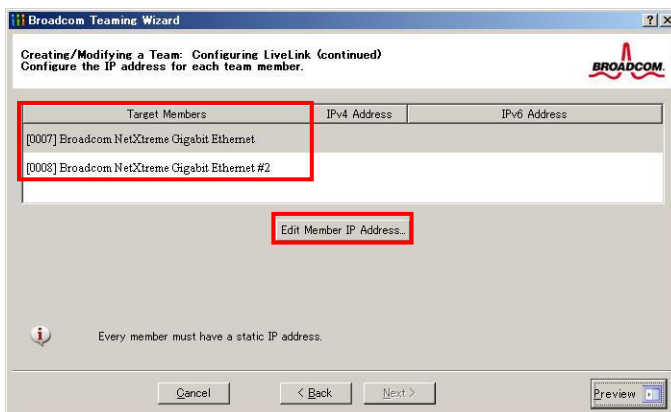 Broadcom Teaming Wizard
Creating/Modifying a Team: Configuring LiveLink (continued)
Configure the IP address for each team member.
BROADCOM.
Target Members IPv4 Address IPv6 Address
[0007] Broadcom NetXtreme Gigabit Ethernet
[0008] Broadcom NetXtreme Gigabit Ethernet #2
Edit Member IP Address...
Every member must have a static IP address.
Cancel < Back Next > Preview